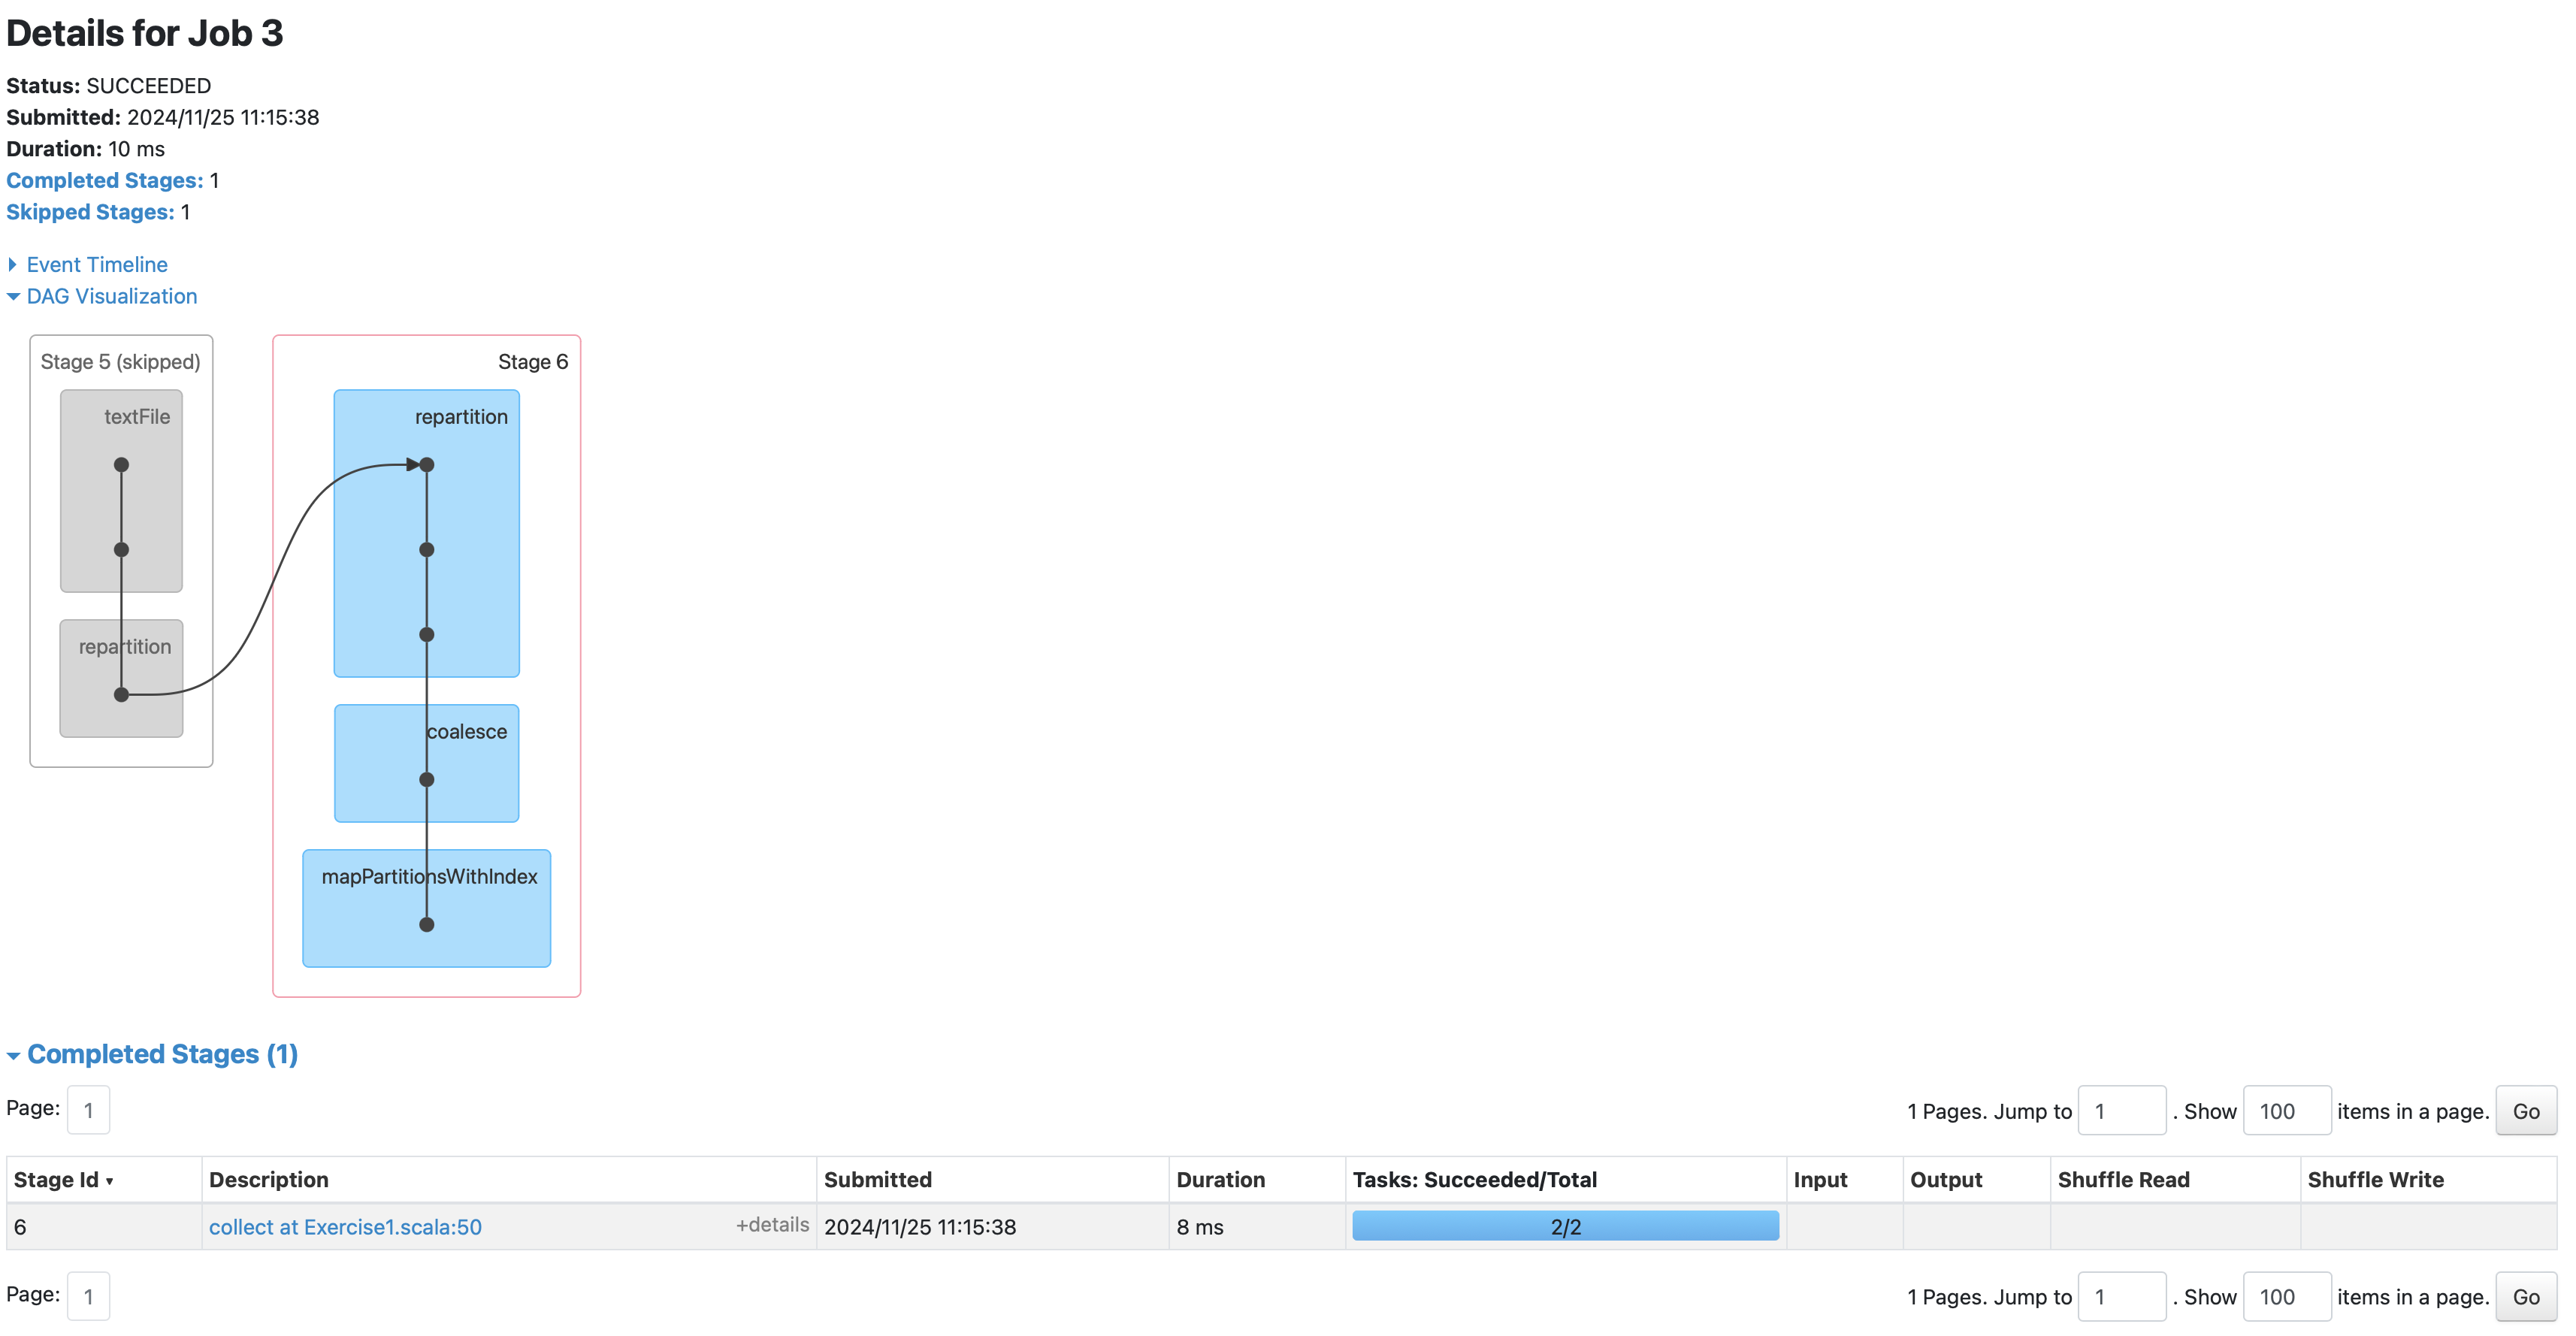 Details for Job 3
Status: SUCCEEDED
Submitted: 2024/11/25 11:15:38
Duration: 10 ms
Completed Stages: 1
Skipped Stages: 1
Event Timeline
DAG Visualization
Stage 5 (skipped)
textFile
repartition
Stage 6
repartition
coalesce
mapPartitionsWithIndex
Completed Stages (1)
Page: 1 1 Pages. Jump to 1 . Show 100 items in a page. Go
Stage Id ▾ Description Submitted Duration Tasks: Succeeded/Total Input Output Shuffle Read Shuffle Write
6 collect at Exercise1.scala:50 +details 2024/11/25 11:15:38 8 ms 2/2
Page: 1 1 Pages. Jump to 1 . Show 100 items in a page. Go